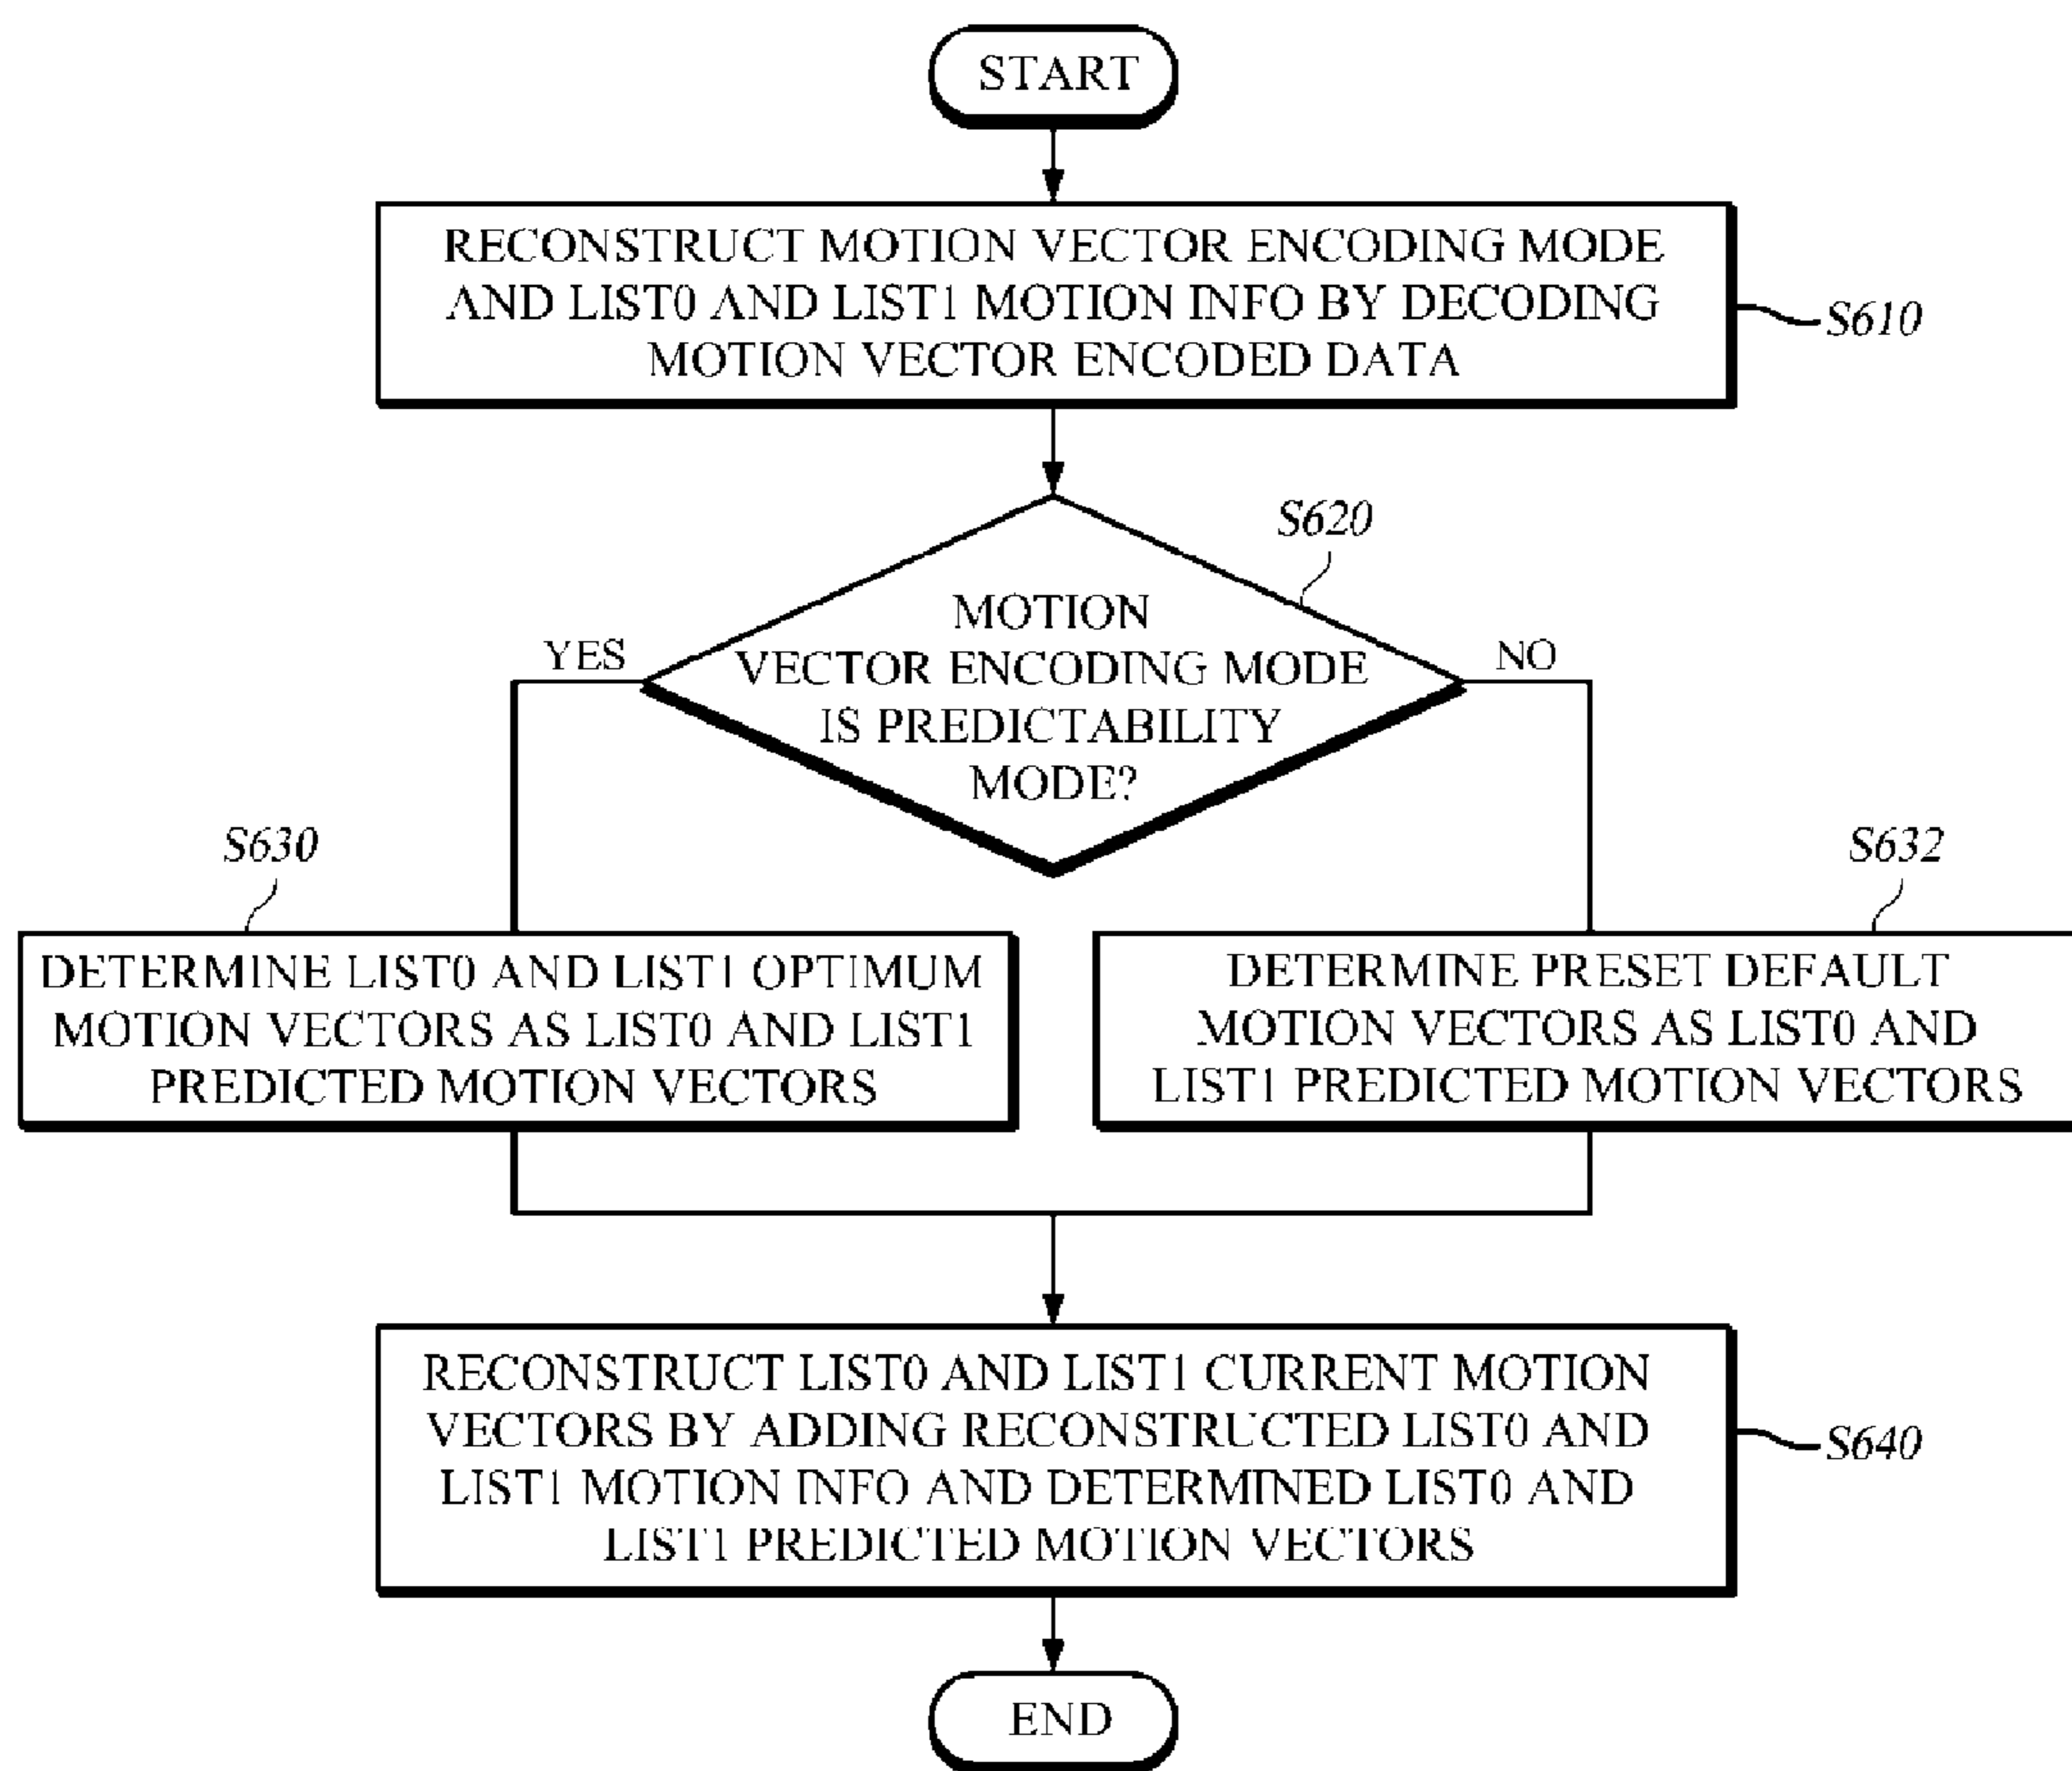 START
RECONSTRUCT MOTION VECTOR ENCODING MODE
AND LIST0 AND LIST1 MOTION INFO BY DECODING
MOTION VECTOR ENCODED DATA
S610
S620
MOTION
VECTOR ENCODING MODE
IS PREDICTABILITY
MODE?
YES
NO
S630
DETERMINE LIST0 AND LIST1 OPTIMUM
MOTION VECTORS AS LIST0 AND LIST1
PREDICTED MOTION VECTORS
S632
DETERMINE PRESET DEFAULT
MOTION VECTORS AS LIST0 AND
LIST1 PREDICTED MOTION VECTORS
RECONSTRUCT LIST0 AND LIST1 CURRENT MOTION
VECTORS BY ADDING RECONSTRUCTED LIST0 AND
LIST1 MOTION INFO AND DETERMINED LIST0 AND
LIST1 PREDICTED MOTION VECTORS
S640
END